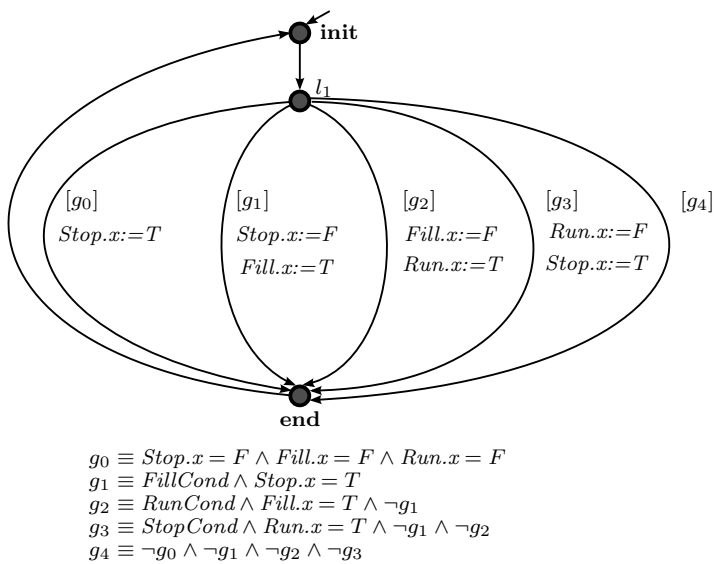 init
l₁
[g₀] [g₁] [g₂] [g₃] [g₄]
Stop.x:=T Stop.x:=F Fill.x:=F Run.x:=F
Fill.x:=T Run.x:=T Stop.x:=T
end
g₀ ≡ Stop.x = F ∧ Fill.x = F ∧ Run.x = F
g₁ ≡ FillCond ∧ Stop.x = T
g₂ ≡ RunCond ∧ Fill.x = T ∧ ¬g₁
g₃ ≡ StopCond ∧ Run.x = T ∧ ¬g₁ ∧ ¬g₂
g₄ ≡ ¬g₀ ∧ ¬g₁ ∧ ¬g₂ ∧ ¬g₃